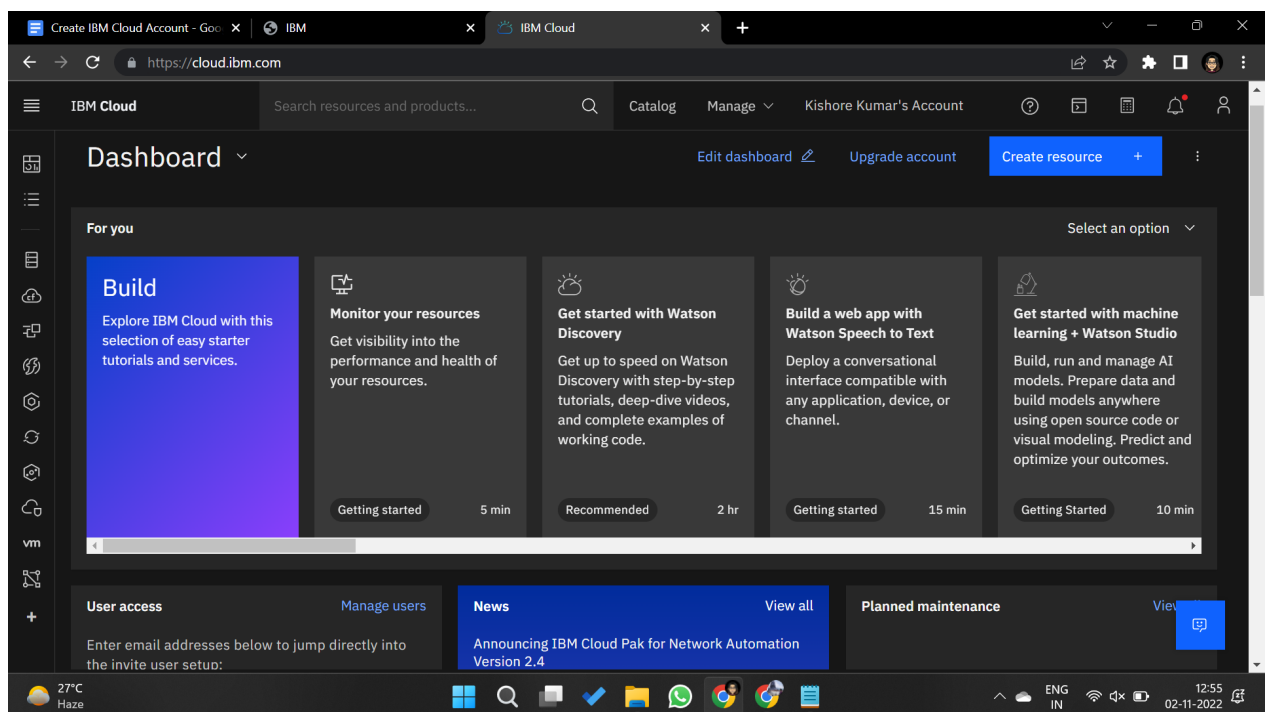 Create IBM Cloud Account - Goo
IBM
IBM Cloud
https://cloud.ibm.com
IBM Cloud
Search resources and products...
Catalog
Manage
Kishore Kumar's Account
Dashboard
Edit dashboard
Upgrade account
Create resource +
For you
Select an option
Build
Explore IBM Cloud with this
selection of easy starter
tutorials and services.
Monitor your resources
Get visibility into the
performance and health of
your resources.
Getting started
5 min
Get started with Watson
Discovery
Get up to speed on Watson
Discovery with step-by-step
tutorials, deep-dive videos,
and complete examples of
working code.
Recommended
2 hr
Build a web app with
Watson Speech to Text
Deploy a conversational
interface compatible with
any application, device, or
channel.
Getting started
15 min
Get started with machine
learning + Watson Studio
Build, run and manage AI
models. Prepare data and
build models anywhere
using open source code or
visual modeling. Predict and
optimize your outcomes.
Getting Started
10 min
vm
User access
Manage users
Enter email addresses below to jump directly into
the invite user setup:
News
View all
Announcing IBM Cloud Pak for Network Automation
Version 2.4
Planned maintenance
27°C
Haze
ENG
IN
12:55
02-11-2022